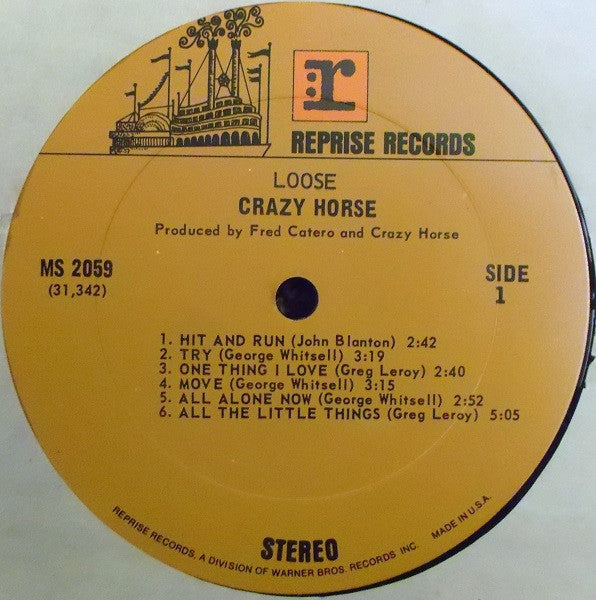 :r
REPRISE RECORDS
LOOSE
CRAZY HORSE
Produced by Fred Catero and Crazy Horse
MS 2059
(31,342)
SIDE
1
1. HIT AND RUN (John Blanton) 2:42
2. TRY (George Whitsell) 3:19
3. ONE THING I LOVE (Greg Leroy) 2:40
4. MOVE (George Whitsell) 3:15
5. ALL ALONE NOW (George Whitsell) 2:52
6. ALL THE LITTLE THINGS (Greg Leroy) 5:05
STEREO
REPRISE RECORDS, A DIVISION OF WARNER BROS. RECORDS INC.
MADE IN U.S.A.